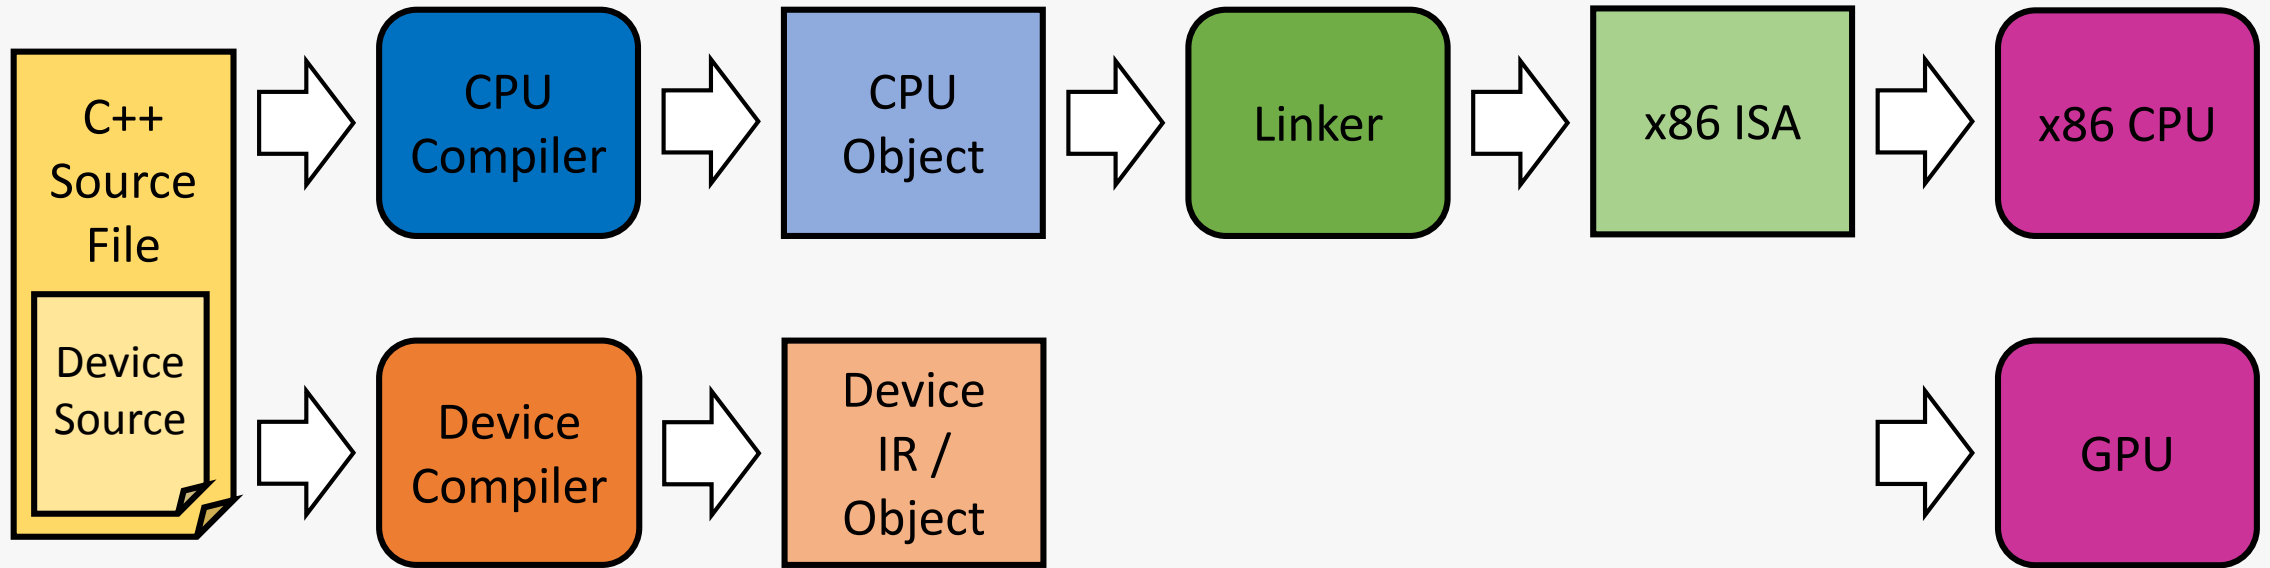 C++
Source
File
Device
Source
CPU
Compiler
CPU
Object
Linker
x86 ISA
x86 CPU
Device
Compiler
Device
IR /
Object
GPU